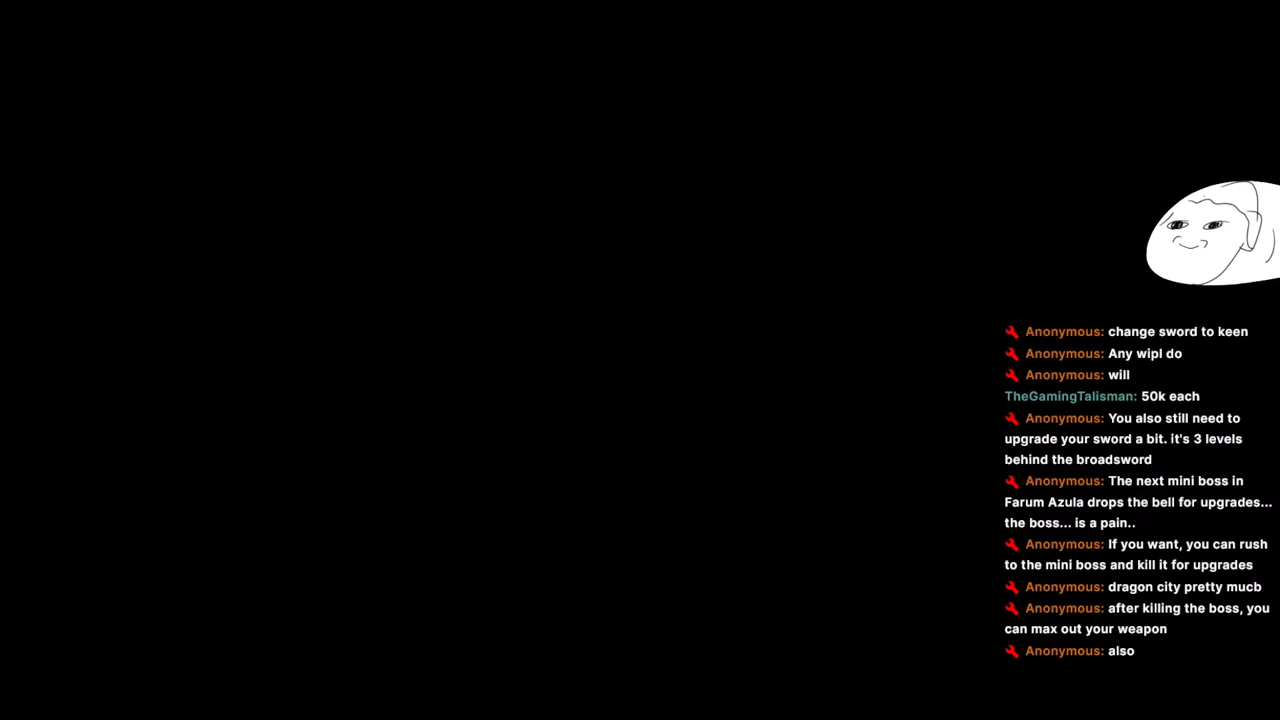 Anonymous: change sword to keen
Anonymous: Any wipl do
Anonymous: will
TheGamingTalisman: 50k each
Anonymous: You also still need to
upgrade your sword a bit. it's 3 levels
behind the broadsword
Anonymous: The next mini boss in
Farum Azula drops the bell for upgrades...
the boss... is a pain..
Anonymous: If you want, you can rush
to the mini boss and kill it for upgrades
Anonymous: dragon city pretty mucb
Anonymous: after killing the boss, you
can max out your weapon
Anonymous: also